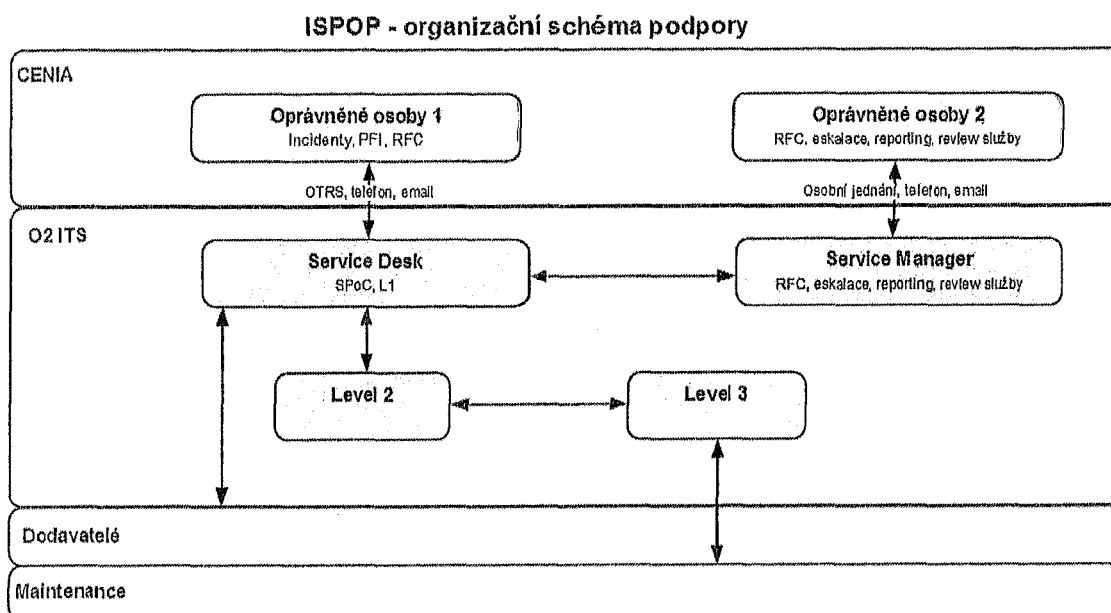 ISPOP - organizační schéma podpory
CENIA
Oprávněné osoby 1
Incidenty, PFI, RFC
Oprávněné osoby 2
RFC, eskalace, reporting, review služby
OTRS, telefon, email
Osobní jednání, telefon, email
O2 ITS
Service Desk
SPoC, L1
Service Manager
RFC, eskalace, reporting, review služby
Level 2
Level 3
Dodavatelé
Maintenance